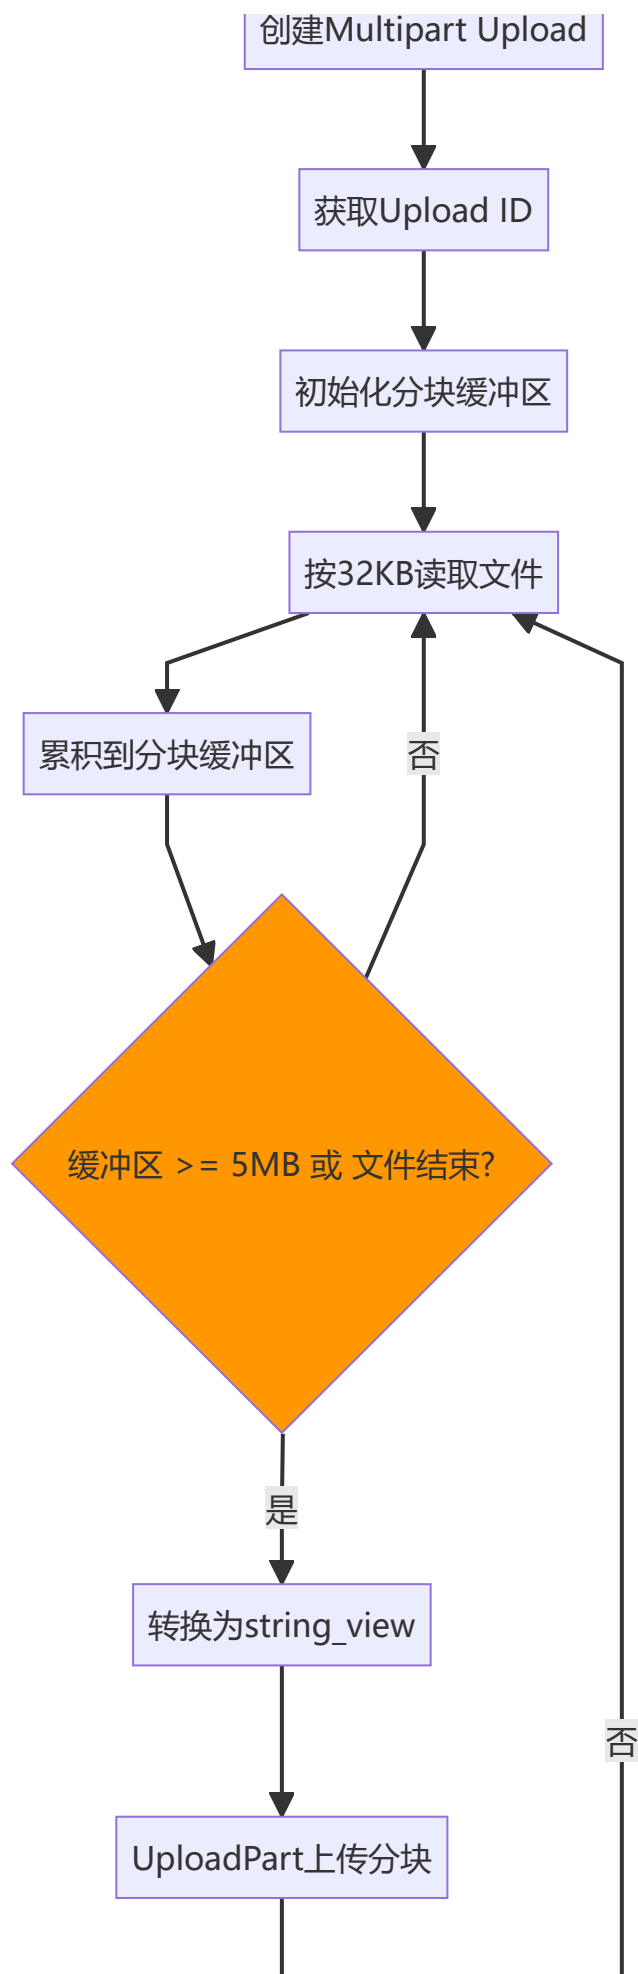 创建Multipart Upload
获取Upload ID
初始化分块缓冲区
按32KB读取文件
累积到分块缓冲区
否
缓冲区 >= 5MB 或 文件结束?
是
转换为string_view
否
UploadPart上传分块